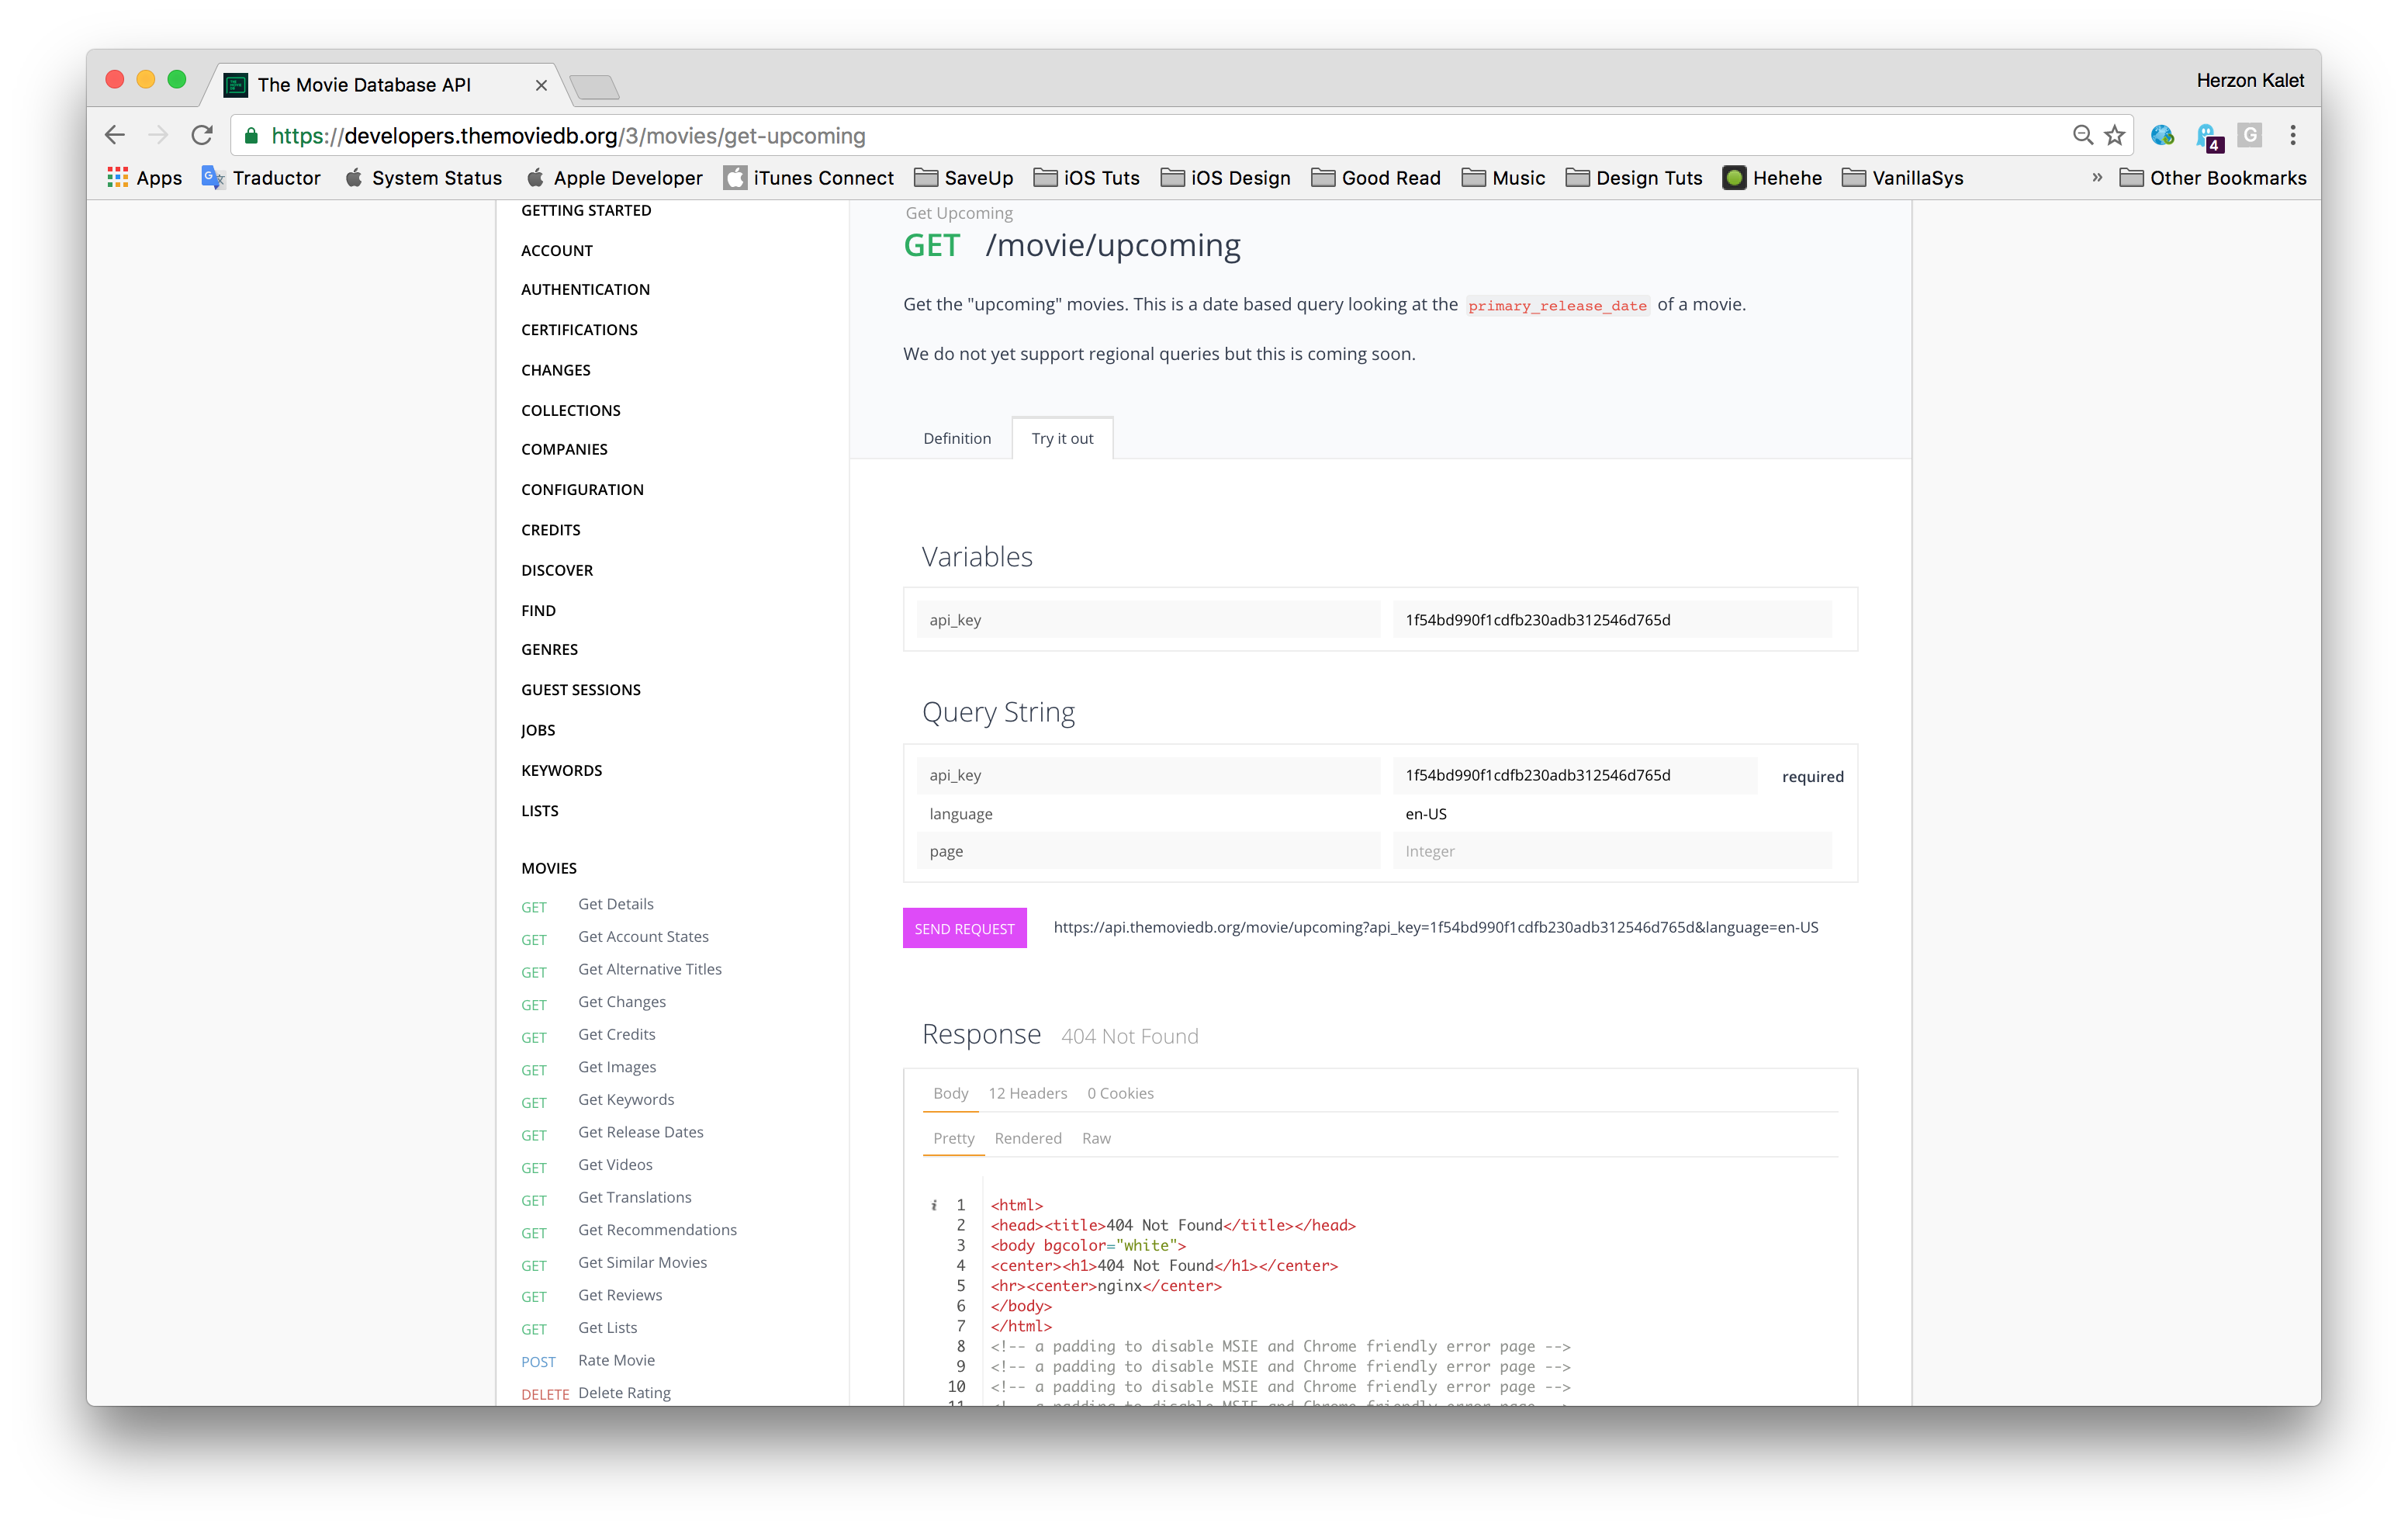 The Movie Database API
Herzon Kalet
https://developers.themoviedb.org/3/movies/get-upcoming
4
G
Apps Traductor System Status Apple Developer iTunes Connect SaveUp iOS Tuts iOS Design Good Read Music Design Tuts Hehehe VanillaSys » Other Bookmarks
GETTING STARTED
ACCOUNT
AUTHENTICATION
CERTIFICATIONS
CHANGES
COLLECTIONS
COMPANIES
CONFIGURATION
CREDITS
DISCOVER
FIND
GENRES
GUEST SESSIONS
JOBS
KEYWORDS
LISTS
MOVIES
GET Get Details
GET Get Account States
GET Get Alternative Titles
GET Get Changes
GET Get Credits
GET Get Images
GET Get Keywords
GET Get Release Dates
GET Get Videos
GET Get Translations
GET Get Recommendations
GET Get Similar Movies
GET Get Reviews
GET Get Lists
POST Rate Movie
DELETE Delete Rating
Get Upcoming
GET /movie/upcoming
Get the "upcoming" movies. This is a date based query looking at the primary_release_date of a movie.
We do not yet support regional queries but this is coming soon.
Definition Try it out
Variables
api_key 1f54bd990f1cdfb230adb312546d765d
Query String
api_key 1f54bd990f1cdfb230adb312546d765d required
language en-US
page Integer
SEND REQUEST https://api.themoviedb.org/movie/upcoming?api_key=1f54bd990f1cdfb230adb312546d765d&language=en-US
Response 404 Not Found
Body 12 Headers 0 Cookies
Pretty Rendered Raw
i 1 <html>
2 <head><title>404 Not Found</title></head>
3 <body bgcolor="white">
4 <center><h1>404 Not Found</h1></center>
5 <hr><center>nginx</center>
6 </body>
7 </html>
8 <!-- a padding to disable MSIE and Chrome friendly error page -->
9 <!-- a padding to disable MSIE and Chrome friendly error page -->
10 <!-- a padding to disable MSIE and Chrome friendly error page -->
11 <!-- a padding to disable MSIE and Chrome friendly error page -->